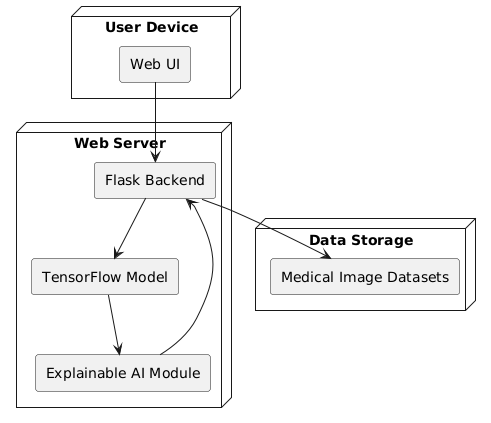 User Device
Web UI
Web Server
Flask Backend
Data Storage
TensorFlow Model
Medical Image Datasets
Explainable AI Module